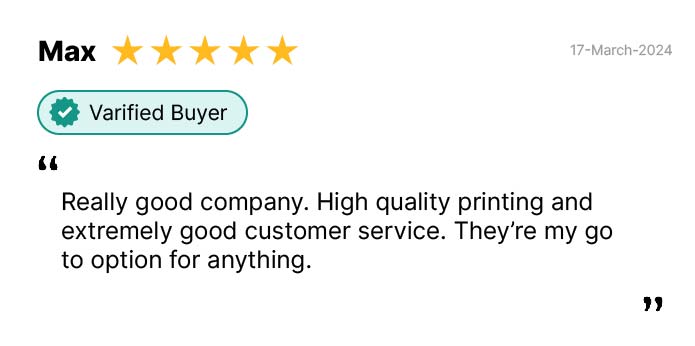 Max
17-March-2024
Varified Buyer
“
Really good company. High quality printing and
extremely good customer service. They’re my go
to option for anything.
”